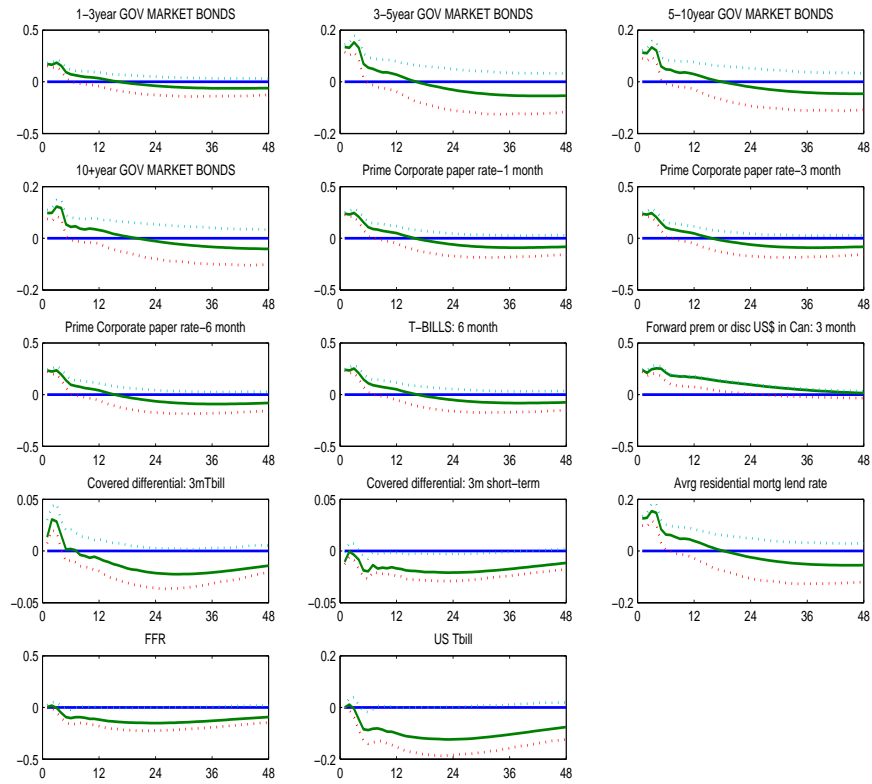 1−3year GOV MARKET BONDS
3−5year GOV MARKET BONDS
5−10year GOV MARKET BONDS
0.5
0
−0.5
0 12 24 36 48
0.2
0
−0.2
0 12 24 36 48
0.2
0
−0.2
0 12 24 36 48
10+year GOV MARKET BONDS
Prime Corporate paper rate−1 month
Prime Corporate paper rate−3 month
0.2
0
−0.2
0 12 24 36 48
0.5
0
−0.5
0 12 24 36 48
0.5
0
−0.5
0 12 24 36 48
Prime Corporate paper rate−6 month
T−BILLS: 6 month
Forward prem or disc US$ in Can: 3 month
0.5
0
−0.5
0 12 24 36 48
0.5
0
−0.5
0 12 24 36 48
0.5
0
−0.5
0 12 24 36 48
Covered differential: 3mTbill
Covered differential: 3m short−term
Avrg residential mortg lend rate
0.05
0
−0.05
0 12 24 36 48
0.05
0
−0.05
0 12 24 36 48
0.2
0
−0.2
0 12 24 36 48
FFR
US Tbill
0.5
0
−0.5
0 12 24 36 48
0.2
0
−0.2
0 12 24 36 48